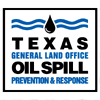 TEXAS
GENERAL LAND OFFICE
OIL SPILL
PREVENTION & RESPONSE